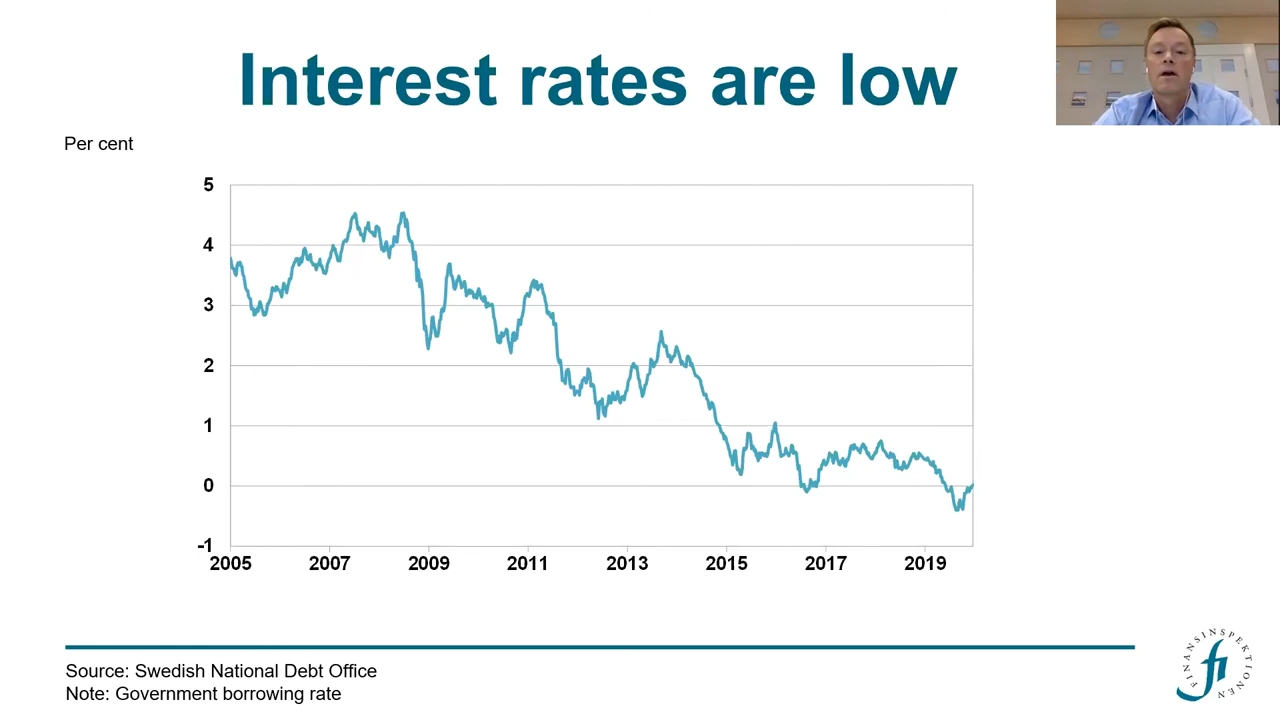 Interest rates are low
Per cent
5
4
3
2
1
0
-1
2005 2007 2009 2011 2013 2015 2017 2019
Source: Swedish National Debt Office
Note: Government borrowing rate
FINANSINSPEKTIONEN
fi